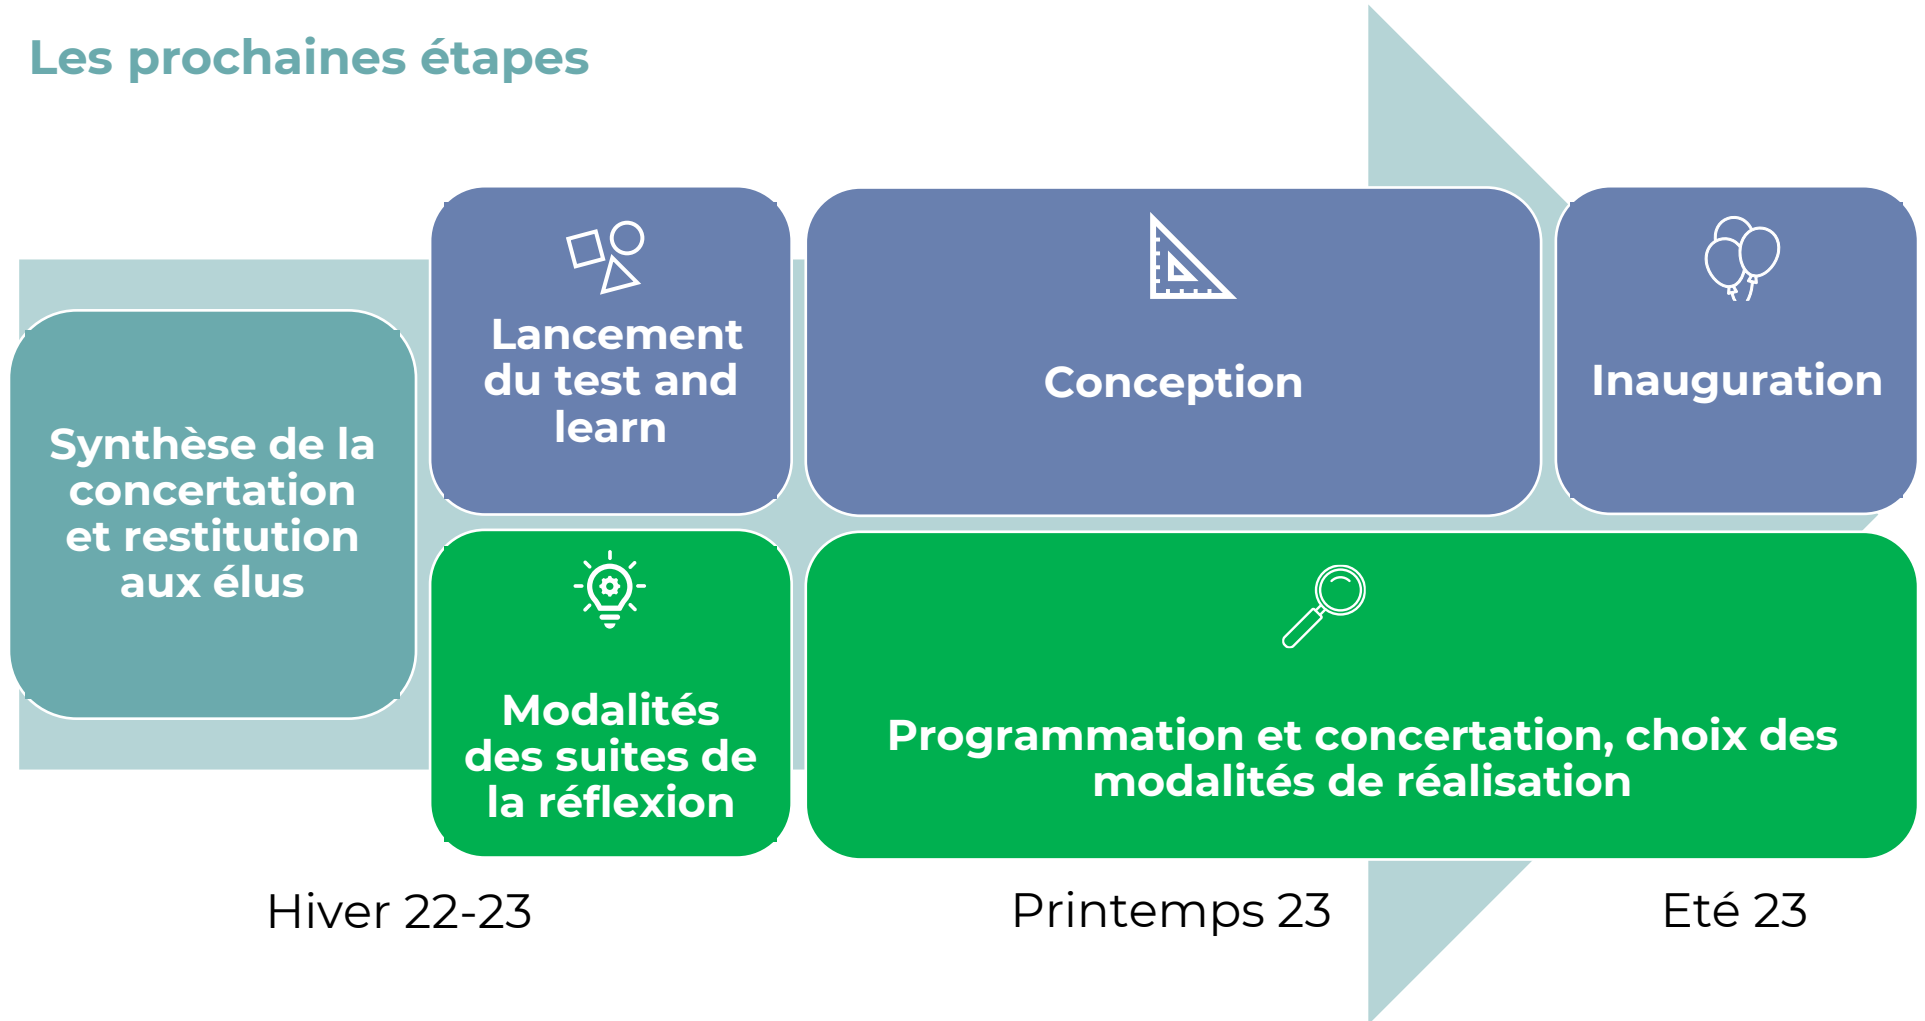 Les prochaines étapes
Synthèse de la
concertation
et restitution
aux élus
Lancement
du test and
learn
Conception
Inauguration
Modalités
des suites de
la réflexion
Programmation et concertation, choix des
modalités de réalisation
Hiver 22-23
Printemps 23
Eté 23